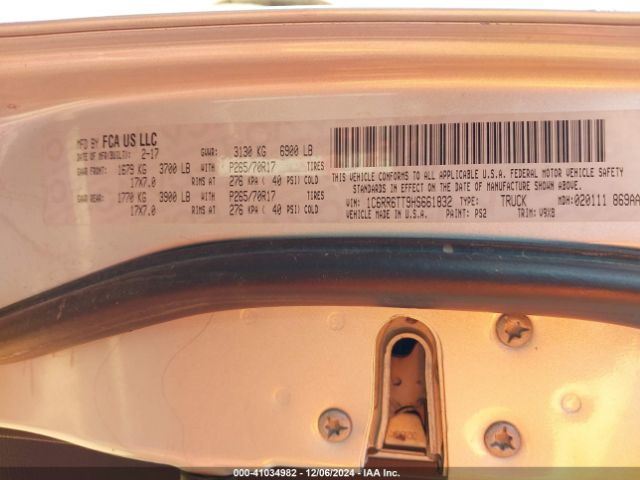 MFD BY FCA US LLC
DATE OF MFR(BUILT): 2-17 GVWR: 3130 KG 6900 LB
GAWR FRONT: 1679 KG 3700 LB WITH P265/70R17 TIRES
17X7.0 RIMS AT 276 KPA ( 40 PSI) COLD
GAWR REAR: 1770 KG 3900 LB WITH P265/70R17 TIRES
17X7.0 RIMS AT 276 KPA ( 40 PSI) COLD
THIS VEHICLE CONFORMS TO ALL APPLICABLE U.S.A. FEDERAL MOTOR VEHICLE SAFETY
STANDARDS IN EFFECT ON THE DATE OF MANUFACTURE SHOWN ABOVE.
VIN: 1C6RR6TT9HS661832 TYPE: TRUCK MDH: 020111 869AA
VEHICLE MADE IN U.S.A. PAINT: PS2 TRIM: V9X8
000-41034982 - 12/06/2024 - IAA Inc.